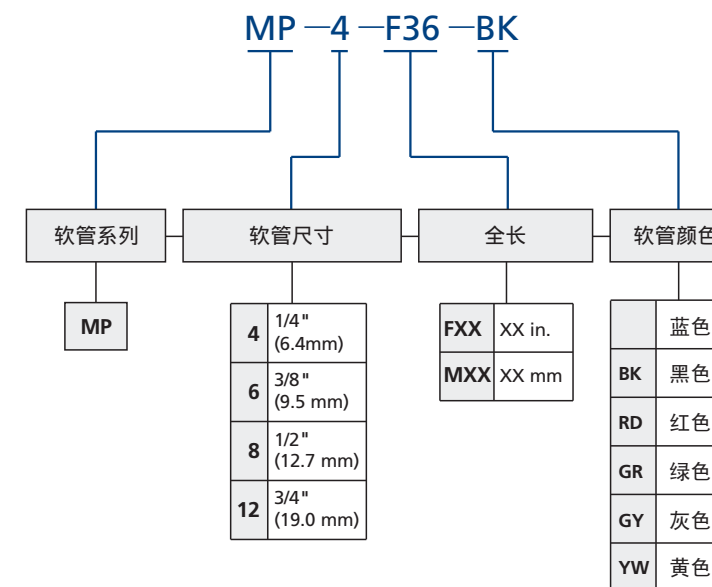 MP —4 —F36 —BK
软管系列
软管尺寸
全长
软管颜色
MP
4 1/4"
(6.4mm)
6 3/8"
(9.5 mm)
8 1/2"
(12.7 mm)
12 3/4"
(19.0 mm)
FXX XX in.
MXX XX mm
蓝色
BK 黑色
RD 红色
GR 绿色
GY 灰色
YW 黄色